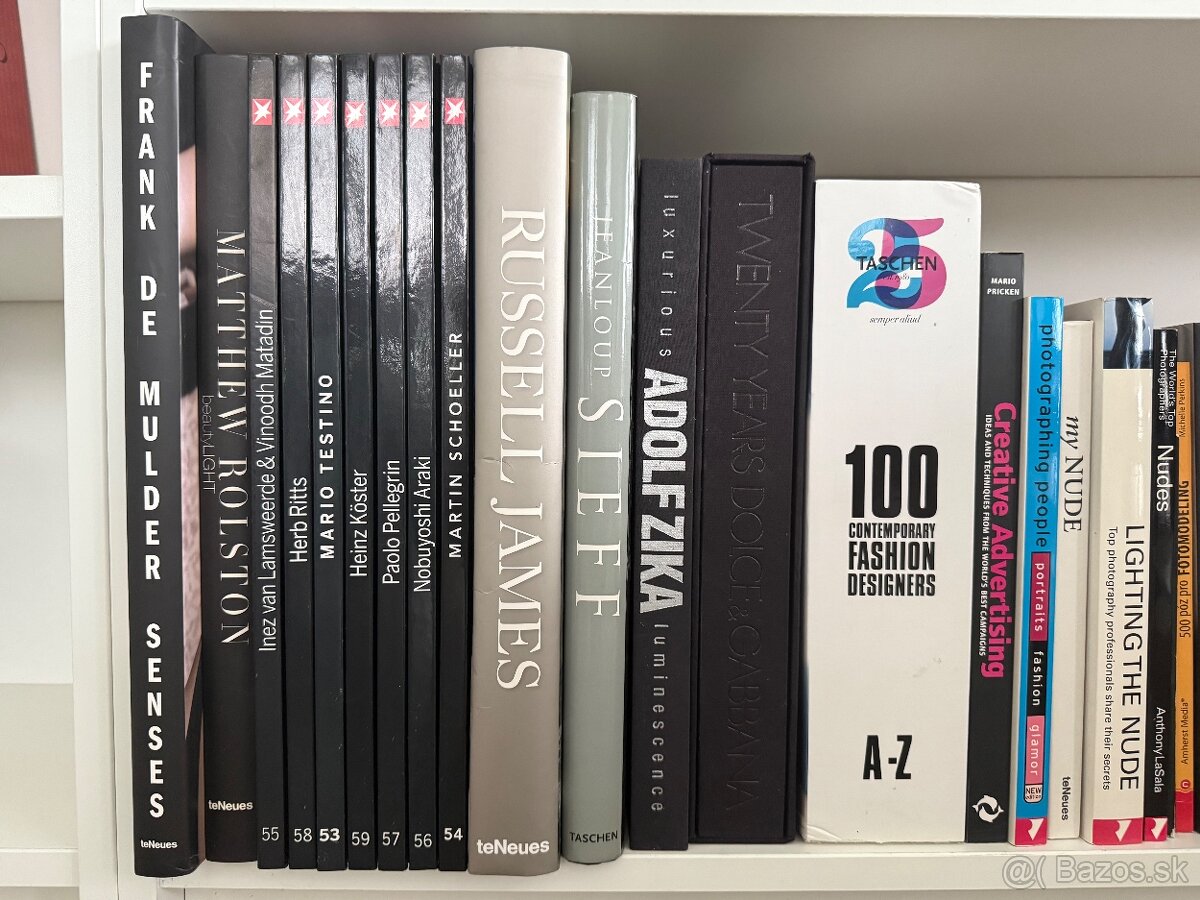 FRANK DE MULDER SENSES
teNeues
MATTHEW ROLSTON
beautyLIGHT
teNeues
Inez van Lamsweerde & Vinoodh Matadin
55
Herb Ritts
58
MARIO TESTINO
53
Heinz Köster
59
Paolo Pellegrin
57
Nobuyoshi Araki
56
MARTIN SCHOELLER
54
RUSSELL JAMES
teNeues
JEANLOUP SIEFF
TASCHEN
luxurious ADOLF ZIKA luminescence
TWENTY YEARS DOLCE & GABBANA
25
TASCHEN
semper aliud
100
CONTEMPORARY
FASHION
DESIGNERS
A-Z
MARIO
PRICKEN
Creative Advertising
IDEAS AND TECHNIQUES FROM THE WORLD'S BEST CAMPAIGNS
photographing people
portraits
fashion
glamor
NEW
edition
my NUDE
teNeues
LIGHTING THE NUDE
Top photography professionals share their secrets
The World's Top
Photographers
Nudes
Anthony LaSala
Michelle Perkins
500 póz pro FOTOMODELING
Amherst Media®
@( Bazos.sk